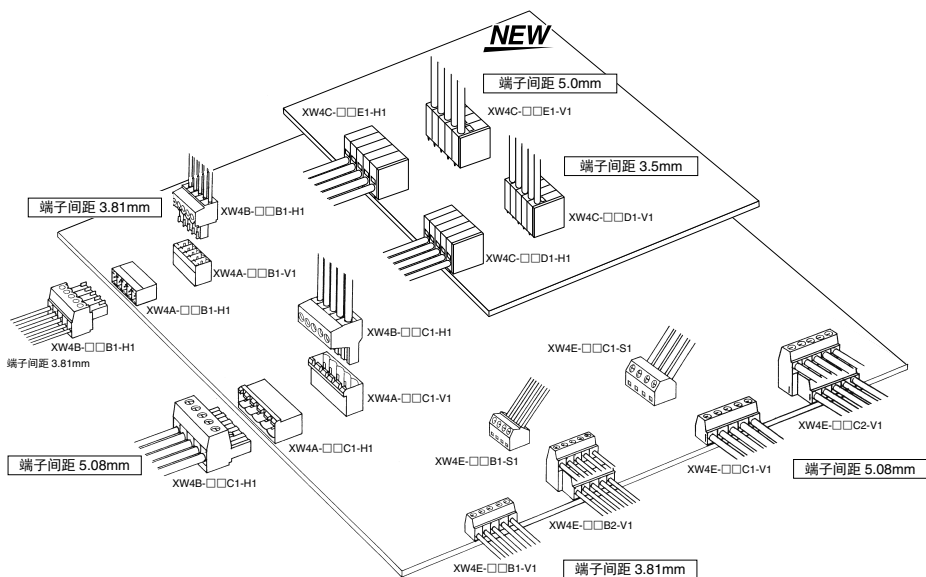 NEW
端子间距 5.0mm
XW4C-□□E1-H1
XW4C-□□E1-V1
端子间距 3.5mm
XW4C-□□D1-V1
XW4C-□□D1-H1
端子间距 3.81mm
XW4B-□□B1-H1
XW4A-□□B1-V1
XW4A-□□B1-H1
XW4B-□□B1-H1
端子间距 3.81mm
XW4B-□□C1-H1
XW4A-□□C1-V1
XW4A-□□C1-H1
端子间距 5.08mm
XW4B-□□C1-H1
XW4E-□□C1-S1
XW4E-□□B1-S1
XW4E-□□C2-V1
XW4E-□□C1-V1
端子间距 5.08mm
XW4E-□□B2-V1
XW4E-□□B1-V1
端子间距 3.81mm